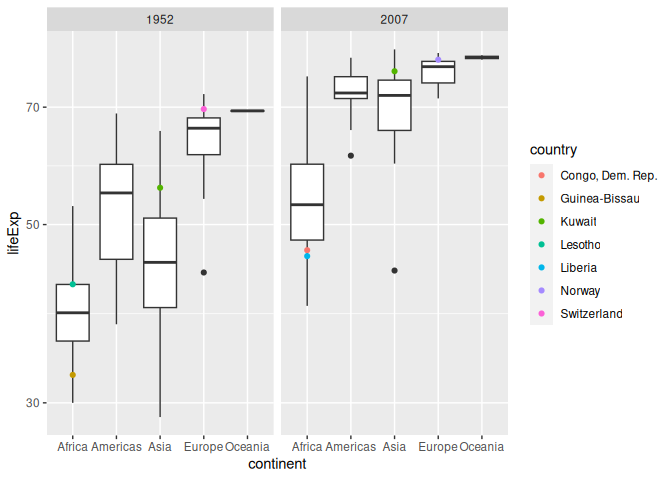 1952 2007
70
50
30
lifeExp
Africa Americas Asia Europe Oceania Africa Americas Asia Europe Oceania
continent
country
Congo, Dem. Rep.
Guinea-Bissau
Kuwait
Lesotho
Liberia
Norway
Switzerland